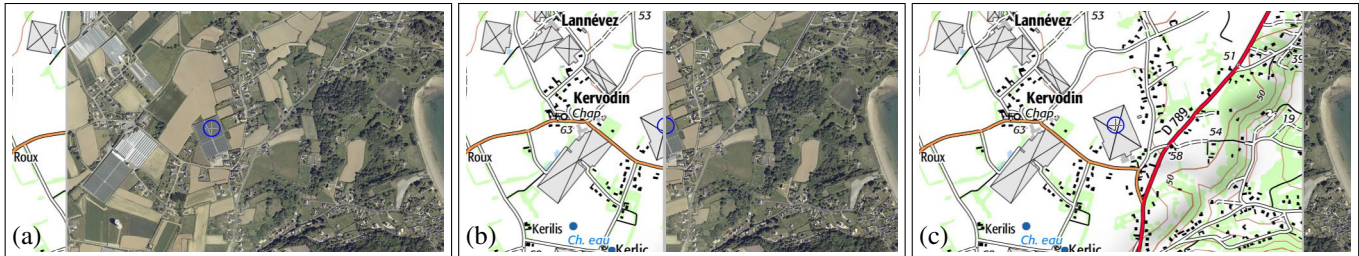 Roux
(a)
Lannévez
53
Kervodin
Chap.
63
Roux
Kerilis
Ch. eau
Kerlic
(b)
Lannévez
53
51
39
50
Kervodin
Chap.
63
D 789
54
19
Roux
58
50
Kerilis
Ch. eau
Kerlic
(c)